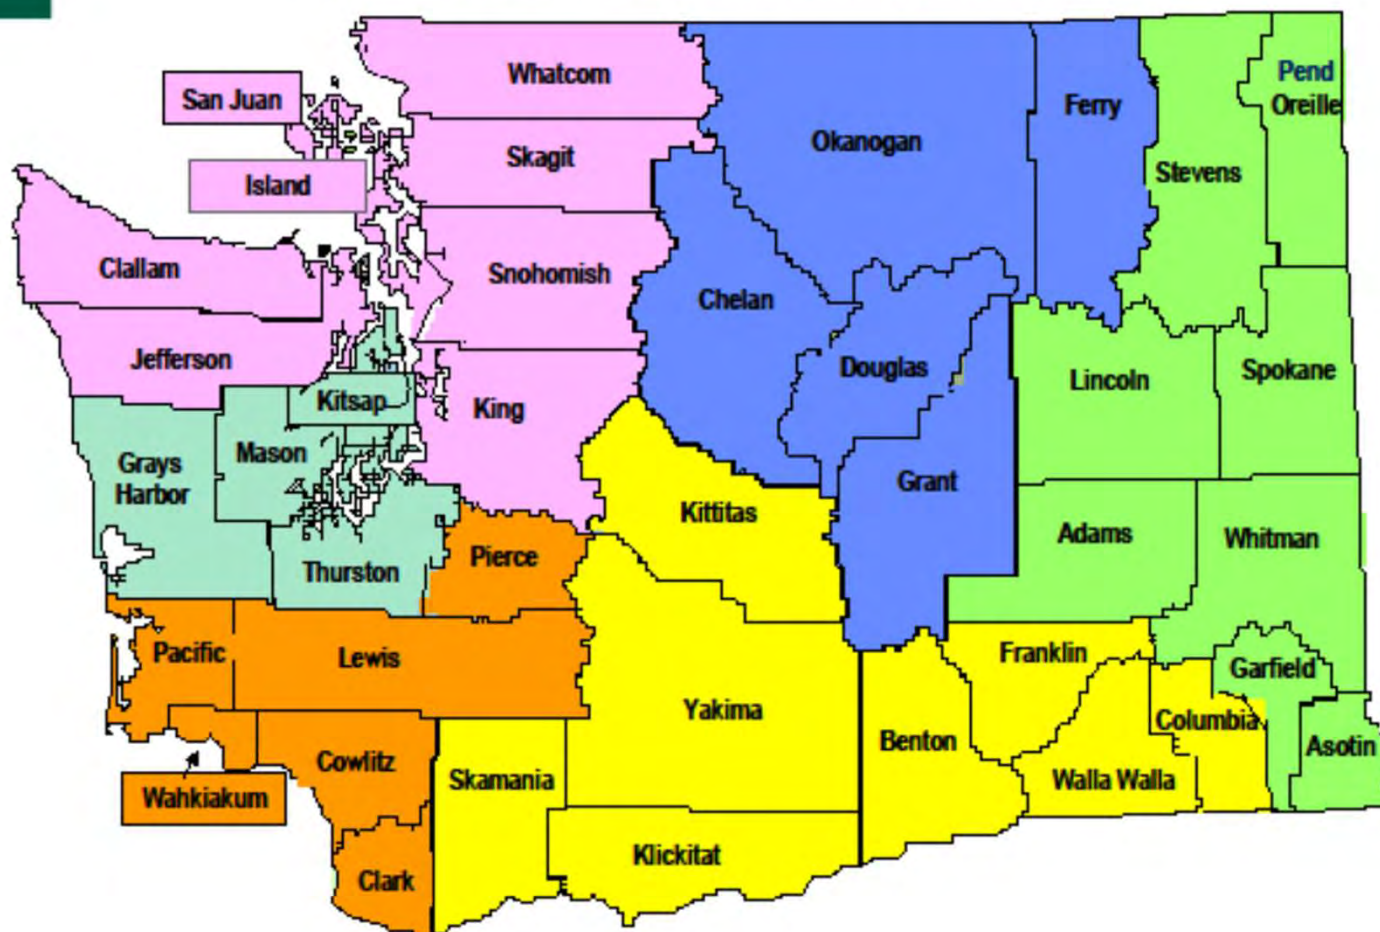 Whatcom
San Juan
Pend
Oreille
Ferry
Okanogan
Skagit
Stevens
Island
Clallam
Snohomish
Chelan
Jefferson
Douglas
Lincoln
Spokane
Kitsap
King
Mason
Grays
Harbor
Grant
Kittitas
Adams
Whitman
Pierce
Thurston
Pacific
Lewis
Franklin
Garfield
Yakima
Columbia
Benton
Asotin
Cowlitz
Skamania
Walla Walla
Wahkiakum
Klickitat
Clark